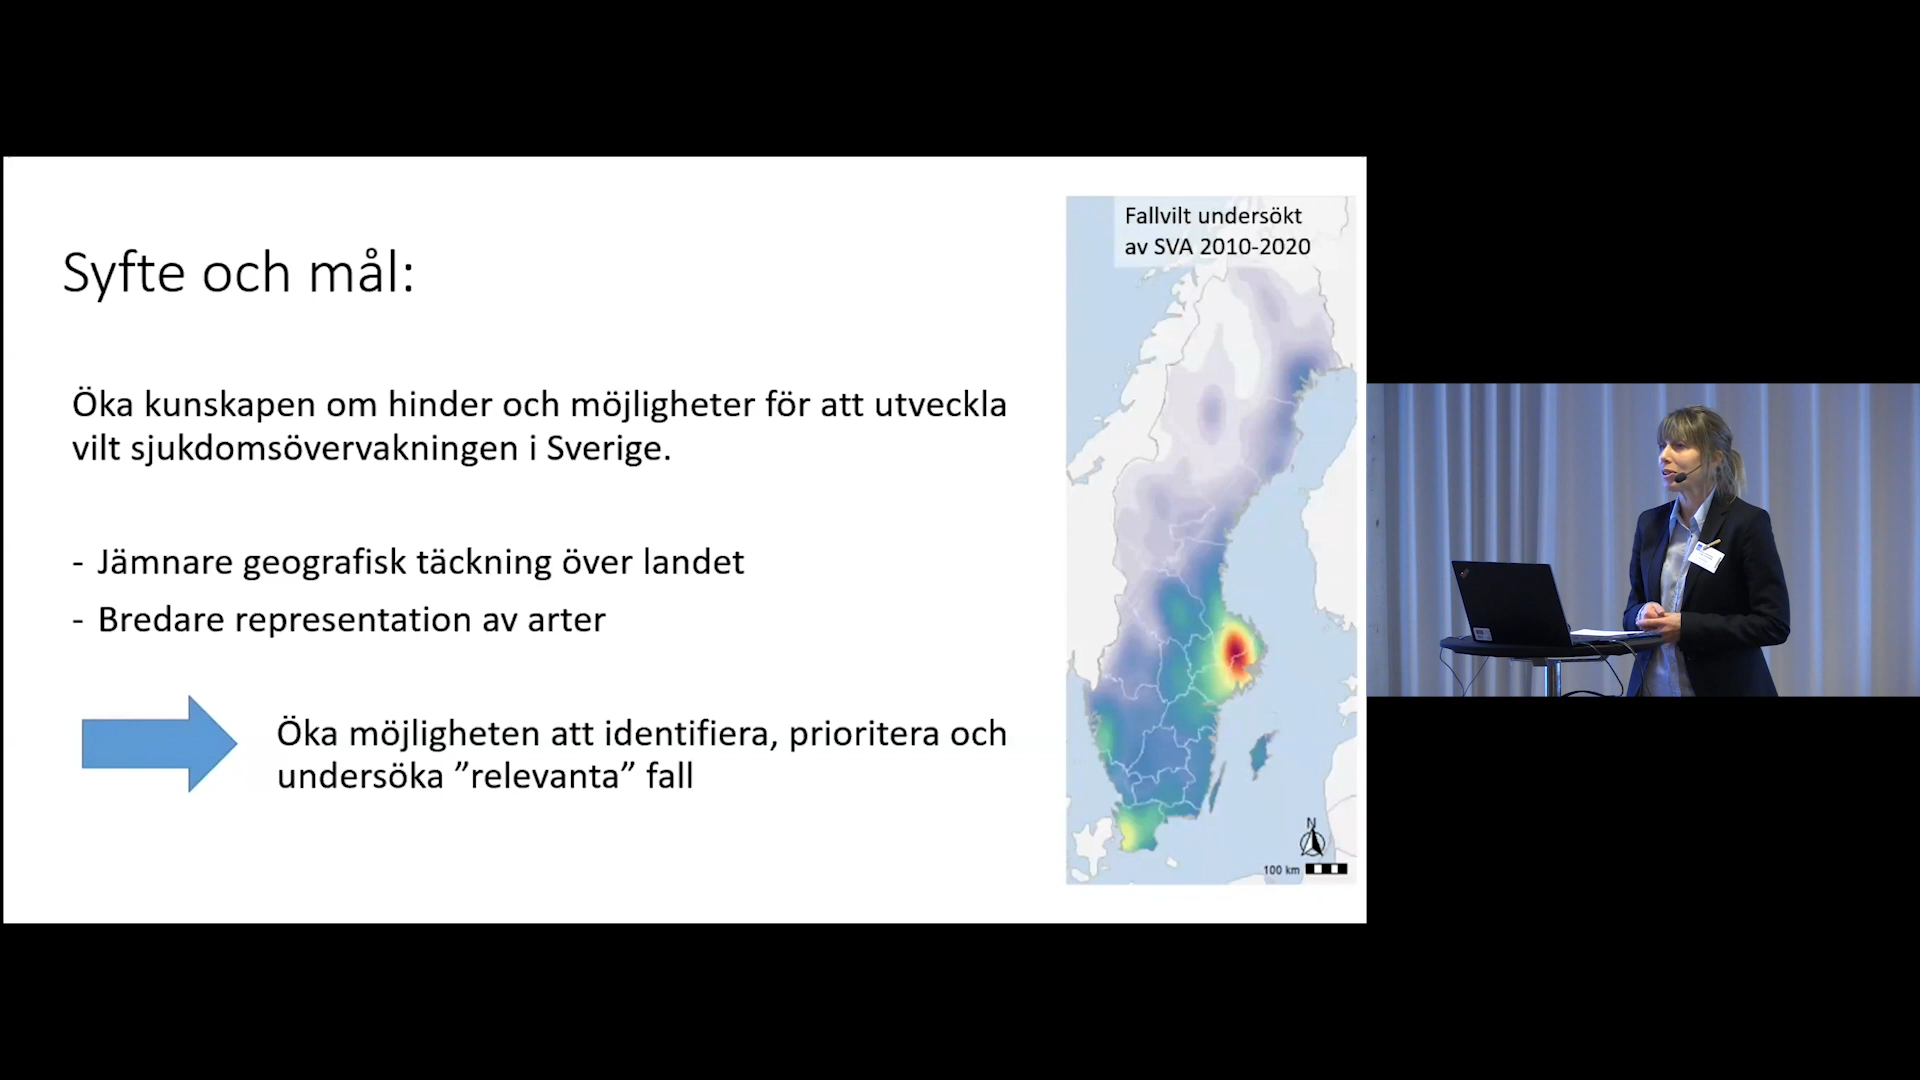 Syfte och mål:
Öka kunskapen om hinder och möjligheter för att utveckla
vilt sjukdomsövervakningen i Sverige.
- Jämnare geografisk täckning över landet
- Bredare representation av arter
Öka möjligheten att identifiera, prioritera och
undersöka ”relevanta” fall
Fallvilt undersökt
av SVA 2010-2020
N
100 km